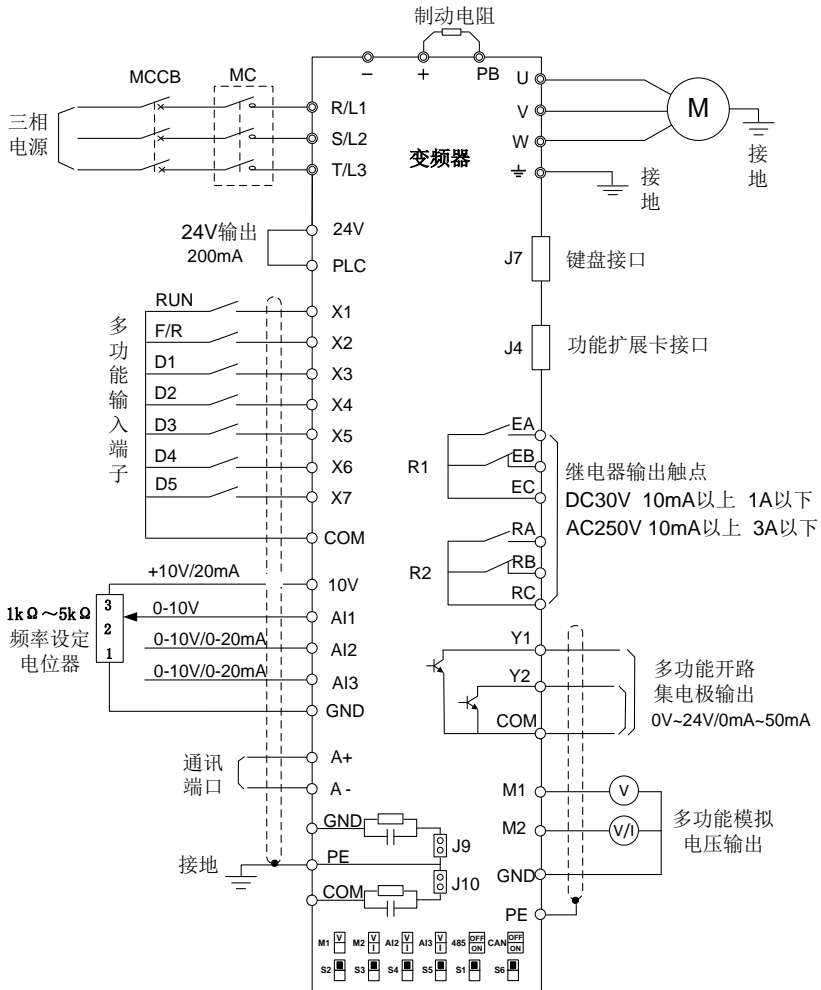 制动电阻
MCCB
MC
-
+
PB
U
V
W
M
R/L1
S/L2
T/L3
三相
电源
变频器
接
地
接
地
24V输出
200mA
24V
PLC
J7
键盘接口
J4
功能扩展卡接口
多
功
能
输
入
端
子
RUN
F/R
D1
D2
D3
D4
D5
X1
X2
X3
X4
X5
X6
X7
COM
R1
EA
EB
EC
R2
RA
RB
RC
继电器输出触点
DC30V 10mA以上 1A以下
AC250V 10mA以上 3A以下
+10V/20mA
0-10V
0-10V/0-20mA
0-10V/0-20mA
10V
AI1
AI2
AI3
GND
1kΩ~5kΩ
频率设定
电位器
3
2
1
Y1
Y2
COM
多功能开路
集电极输出
0V~24V/0mA~50mA
通讯
端口
A+
A -
M1
M2
GND
PE
V
V/I
多功能模拟
电压输出
接地
GND
PE
COM
J9
J10
M1 V
M2 V I
AI2 V I
AI3 V I
485 OFF ON
CAN OFF ON
S2
S3
S4
S5
S1
S6